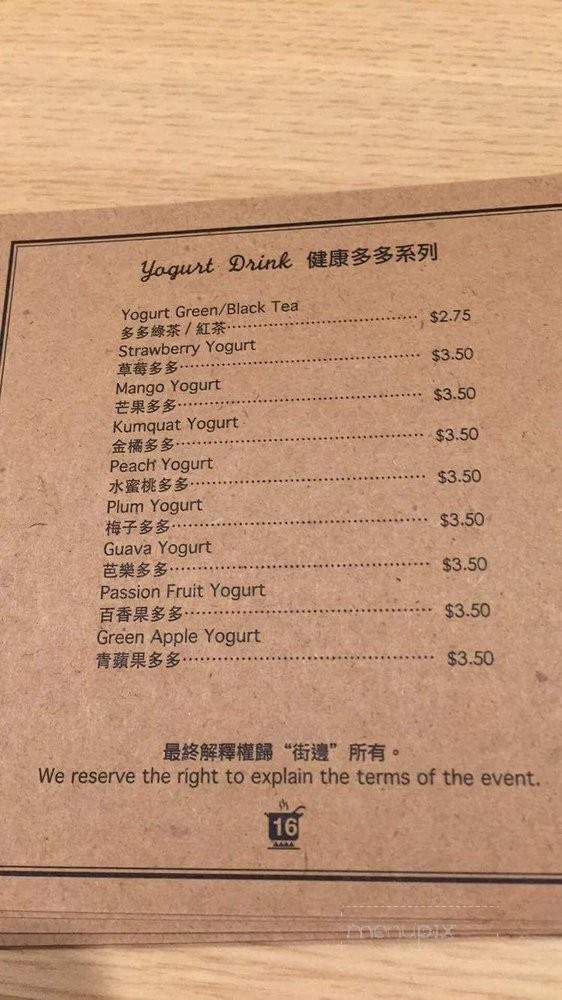 Yogurt Drink 健康多多系列
Yogurt Green/Black Tea
多多綠茶 / 紅茶 $2.75
Strawberry Yogurt
草莓多多 $3.50
Mango Yogurt
芒果多多 $3.50
Kumquat Yogurt
金橘多多 $3.50
Peach Yogurt
水蜜桃多多 $3.50
Plum Yogurt
梅子多多 $3.50
Guava Yogurt
芭樂多多 $3.50
Passion Fruit Yogurt
百香果多多 $3.50
Green Apple Yogurt
青蘋果多多 $3.50
最終解釋權歸“街邊”所有。
We reserve the right to explain the terms of the event.
16
menupix